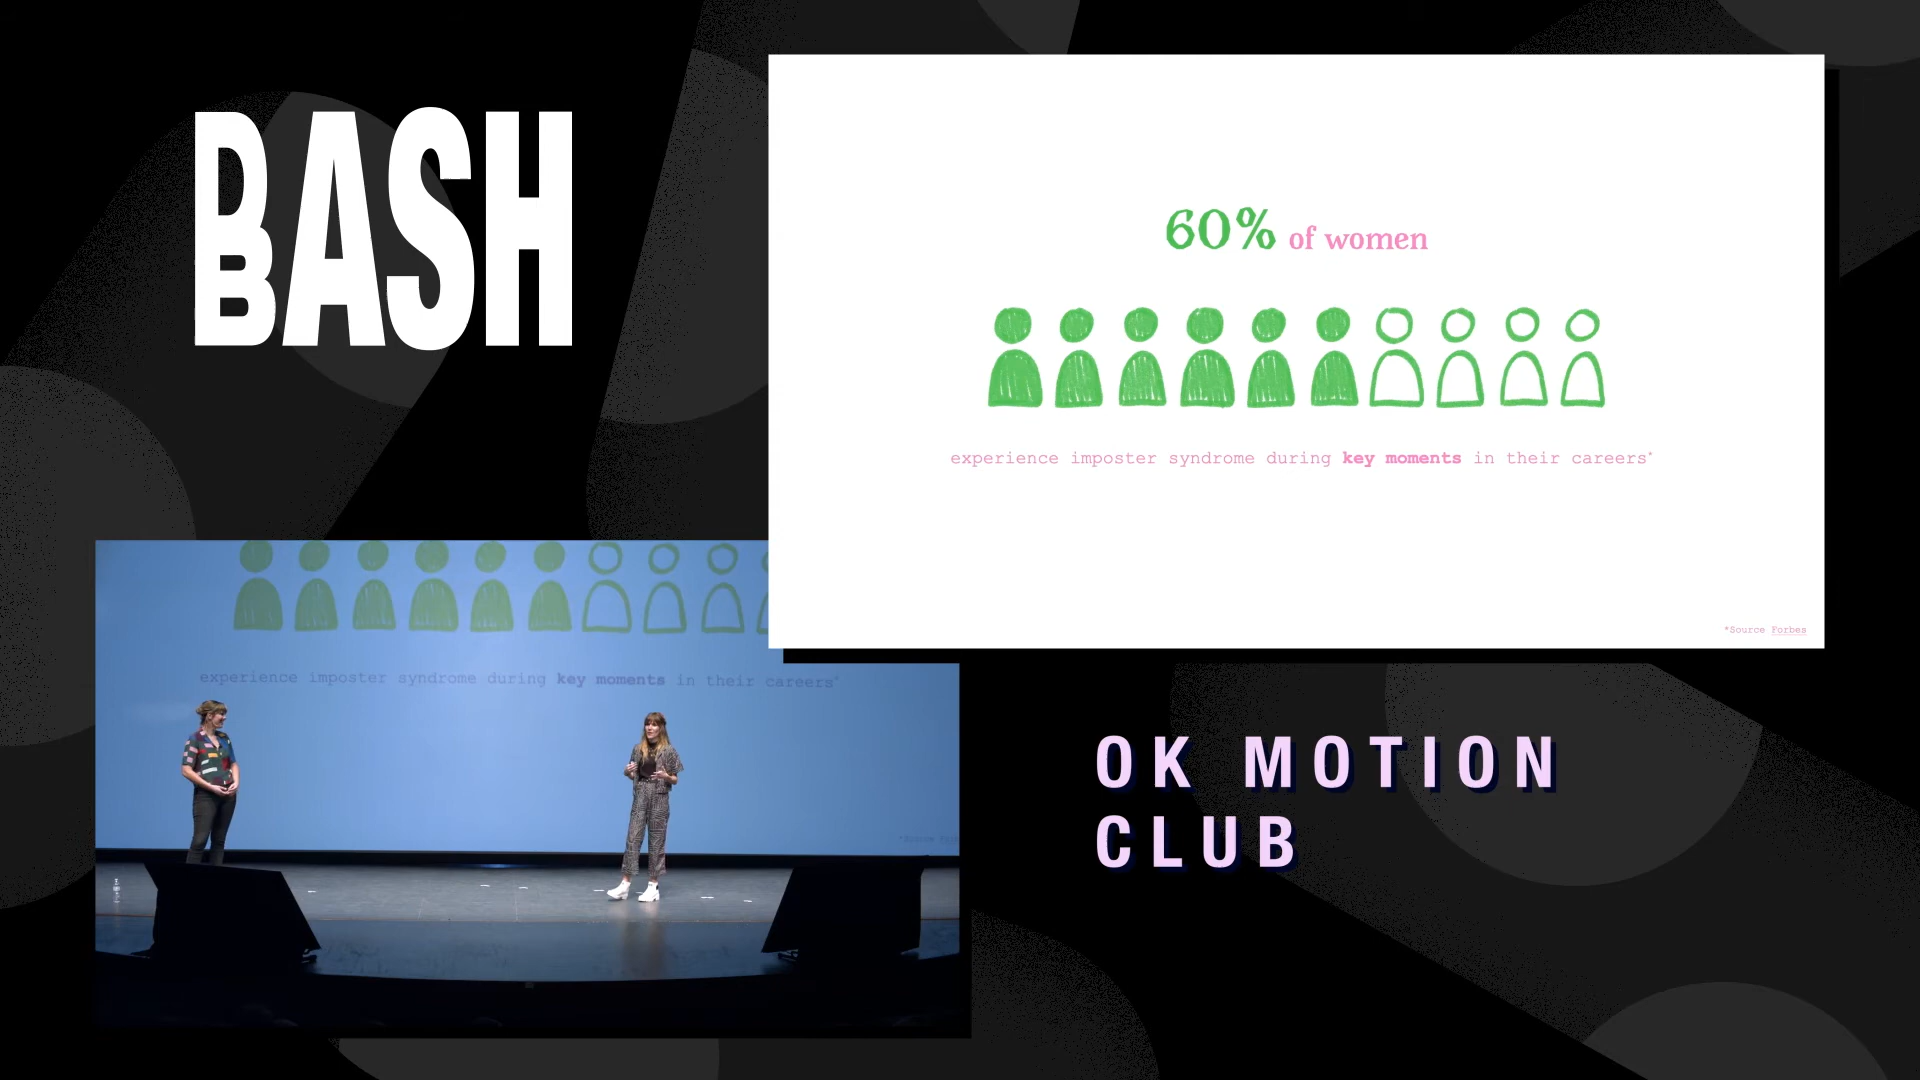 BASH
B
60% of women
experience imposter syndrome during key moments in their careers*
*Source Forbes
experience imposter syndrome during key moments in their careers*
OK MOTION
CLUB